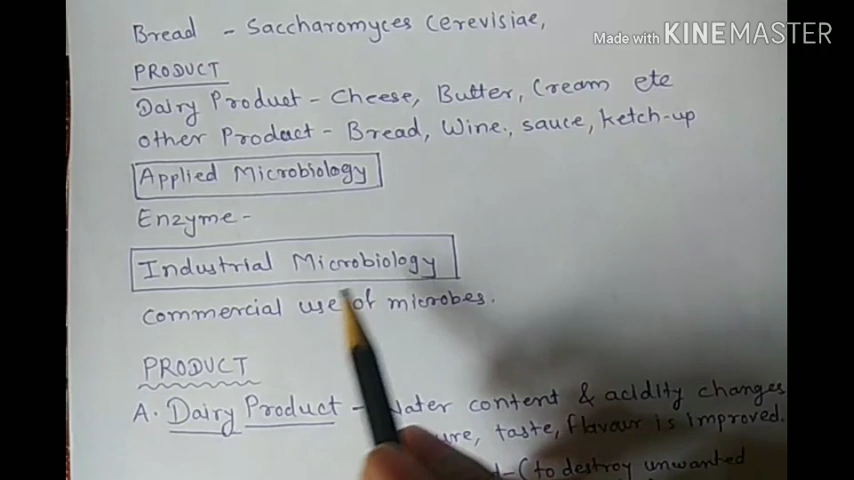 Bread - Saccharomyces Cerevisiae,
Made with KINEMASTER
PRODUCT
Dairy Product - Cheese, Butter, Cream etc
other Product - Bread, Wine., sauce, ketch-up
Applied Microbiology
Enzyme -
Industrial Microbiology
Commercial use of microbes.
PRODUCT
A. Dairy Product - Water content & acidity changes
taste, flavour is improved.
(to destroy unwanted